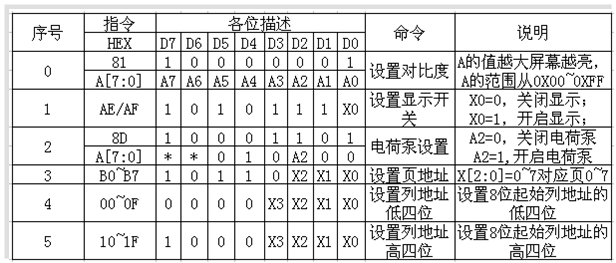 序号 指令 各位描述 命令 说明
HEX D7 D6 D5 D4 D3 D2 D1 D0
0 81 1 0 0 0 0 0 0 1 设置对比度 A的值越大屏幕越亮,
A[7:0] A7 A6 A5 A4 A3 A2 A1 A0 A的范围从0X00~0XFF
1 AE/AF 1 0 1 0 1 1 1 X0 设置显示开 X0=0, 关闭显示;
关 X0=1, 开启显示;
2 8D 1 0 0 0 1 1 0 1 电荷泵设置 A2=0, 关闭电荷泵
A[7:0] * * 0 1 0 A2 0 0 A2=1,开启电荷泵
3 B0~B7 1 0 1 1 0 X2 X1 X0 设置页地址 X[2:0]=0~7对应页0~7
4 00~0F 0 0 0 0 X3 X2 X1 X0 设置列地址 设置8位起始列地址的
低四位 低四位
5 10~1F 1 0 0 0 X3 X2 X1 X0 设置列地址 设置8位起始列地址的
高四位 高四位